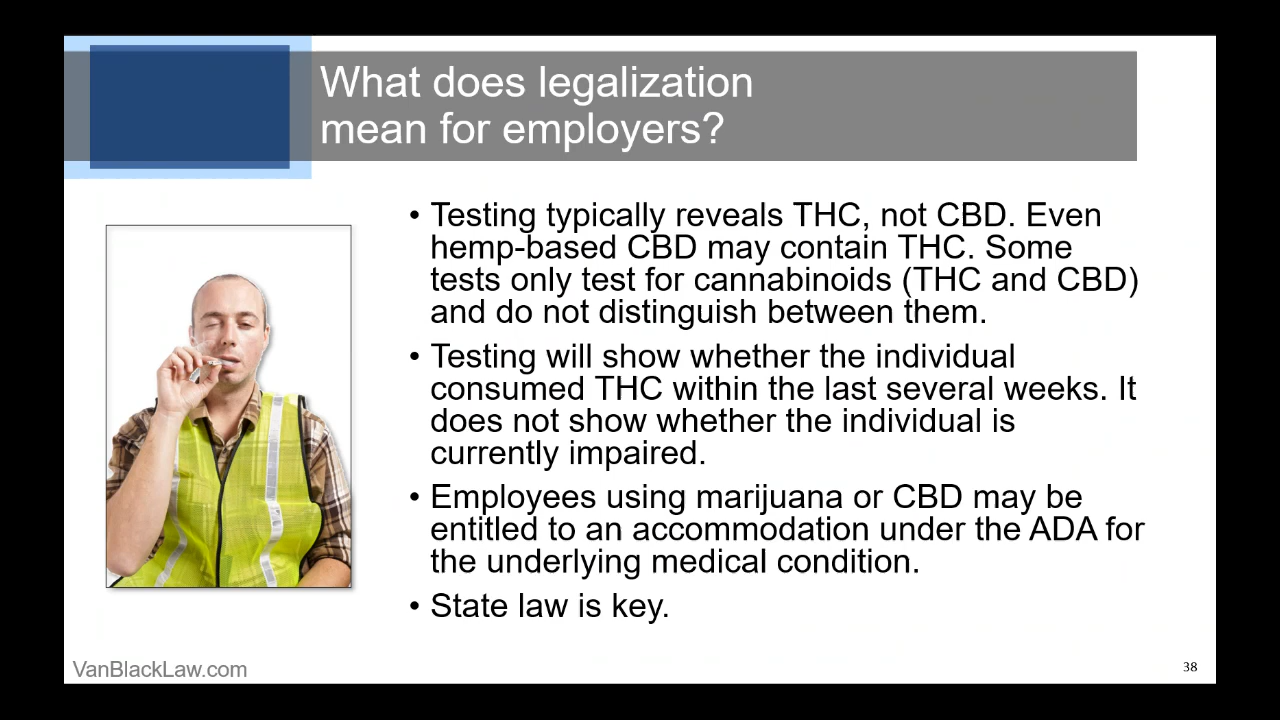 What does legalization
mean for employers?
• Testing typically reveals THC, not CBD. Even
hemp-based CBD may contain THC. Some
tests only test for cannabinoids (THC and CBD)
and do not distinguish between them.
• Testing will show whether the individual
consumed THC within the last several weeks. It
does not show whether the individual is
currently impaired.
• Employees using marijuana or CBD may be
entitled to an accommodation under the ADA for
the underlying medical condition.
• State law is key.
VanBlackLaw.com
38